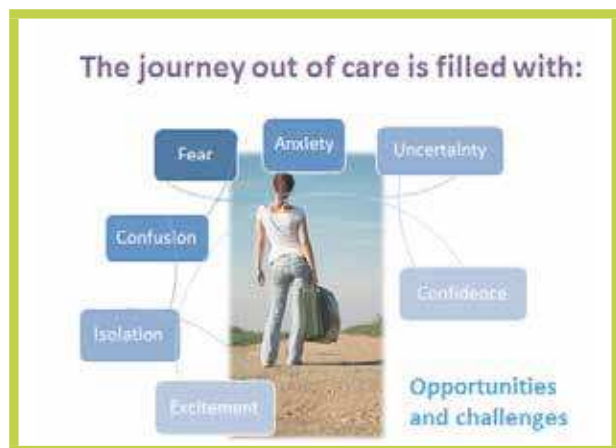 The journey out of care is filled with:
Anxiety
Fear
Uncertainty
Confusion
Confidence
Isolation
Excitement
Opportunities
and challenges